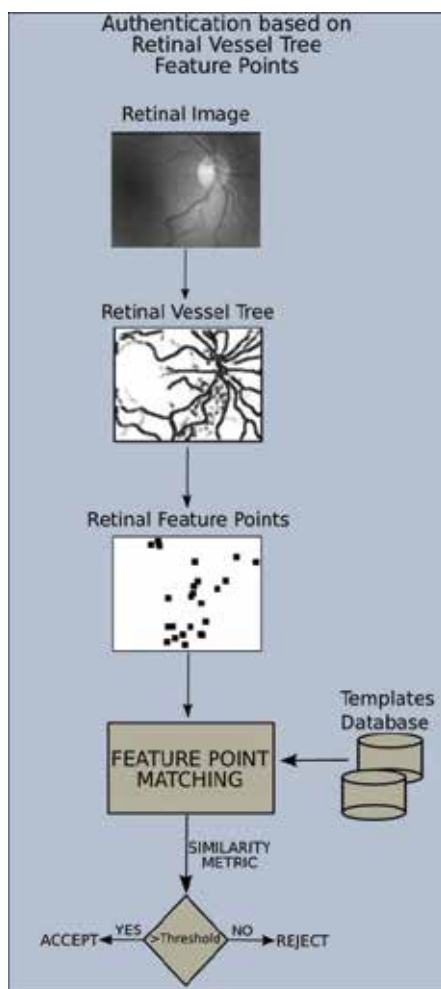 Authentication based on
Retinal Vessel Tree
Feature Points
Retinal Image
Retinal Vessel Tree
Retinal Feature Points
Templates
Database
FEATURE POINT
MATCHING
SIMILARITY
METRIC
ACCEPT YES >Threshold NO REJECT